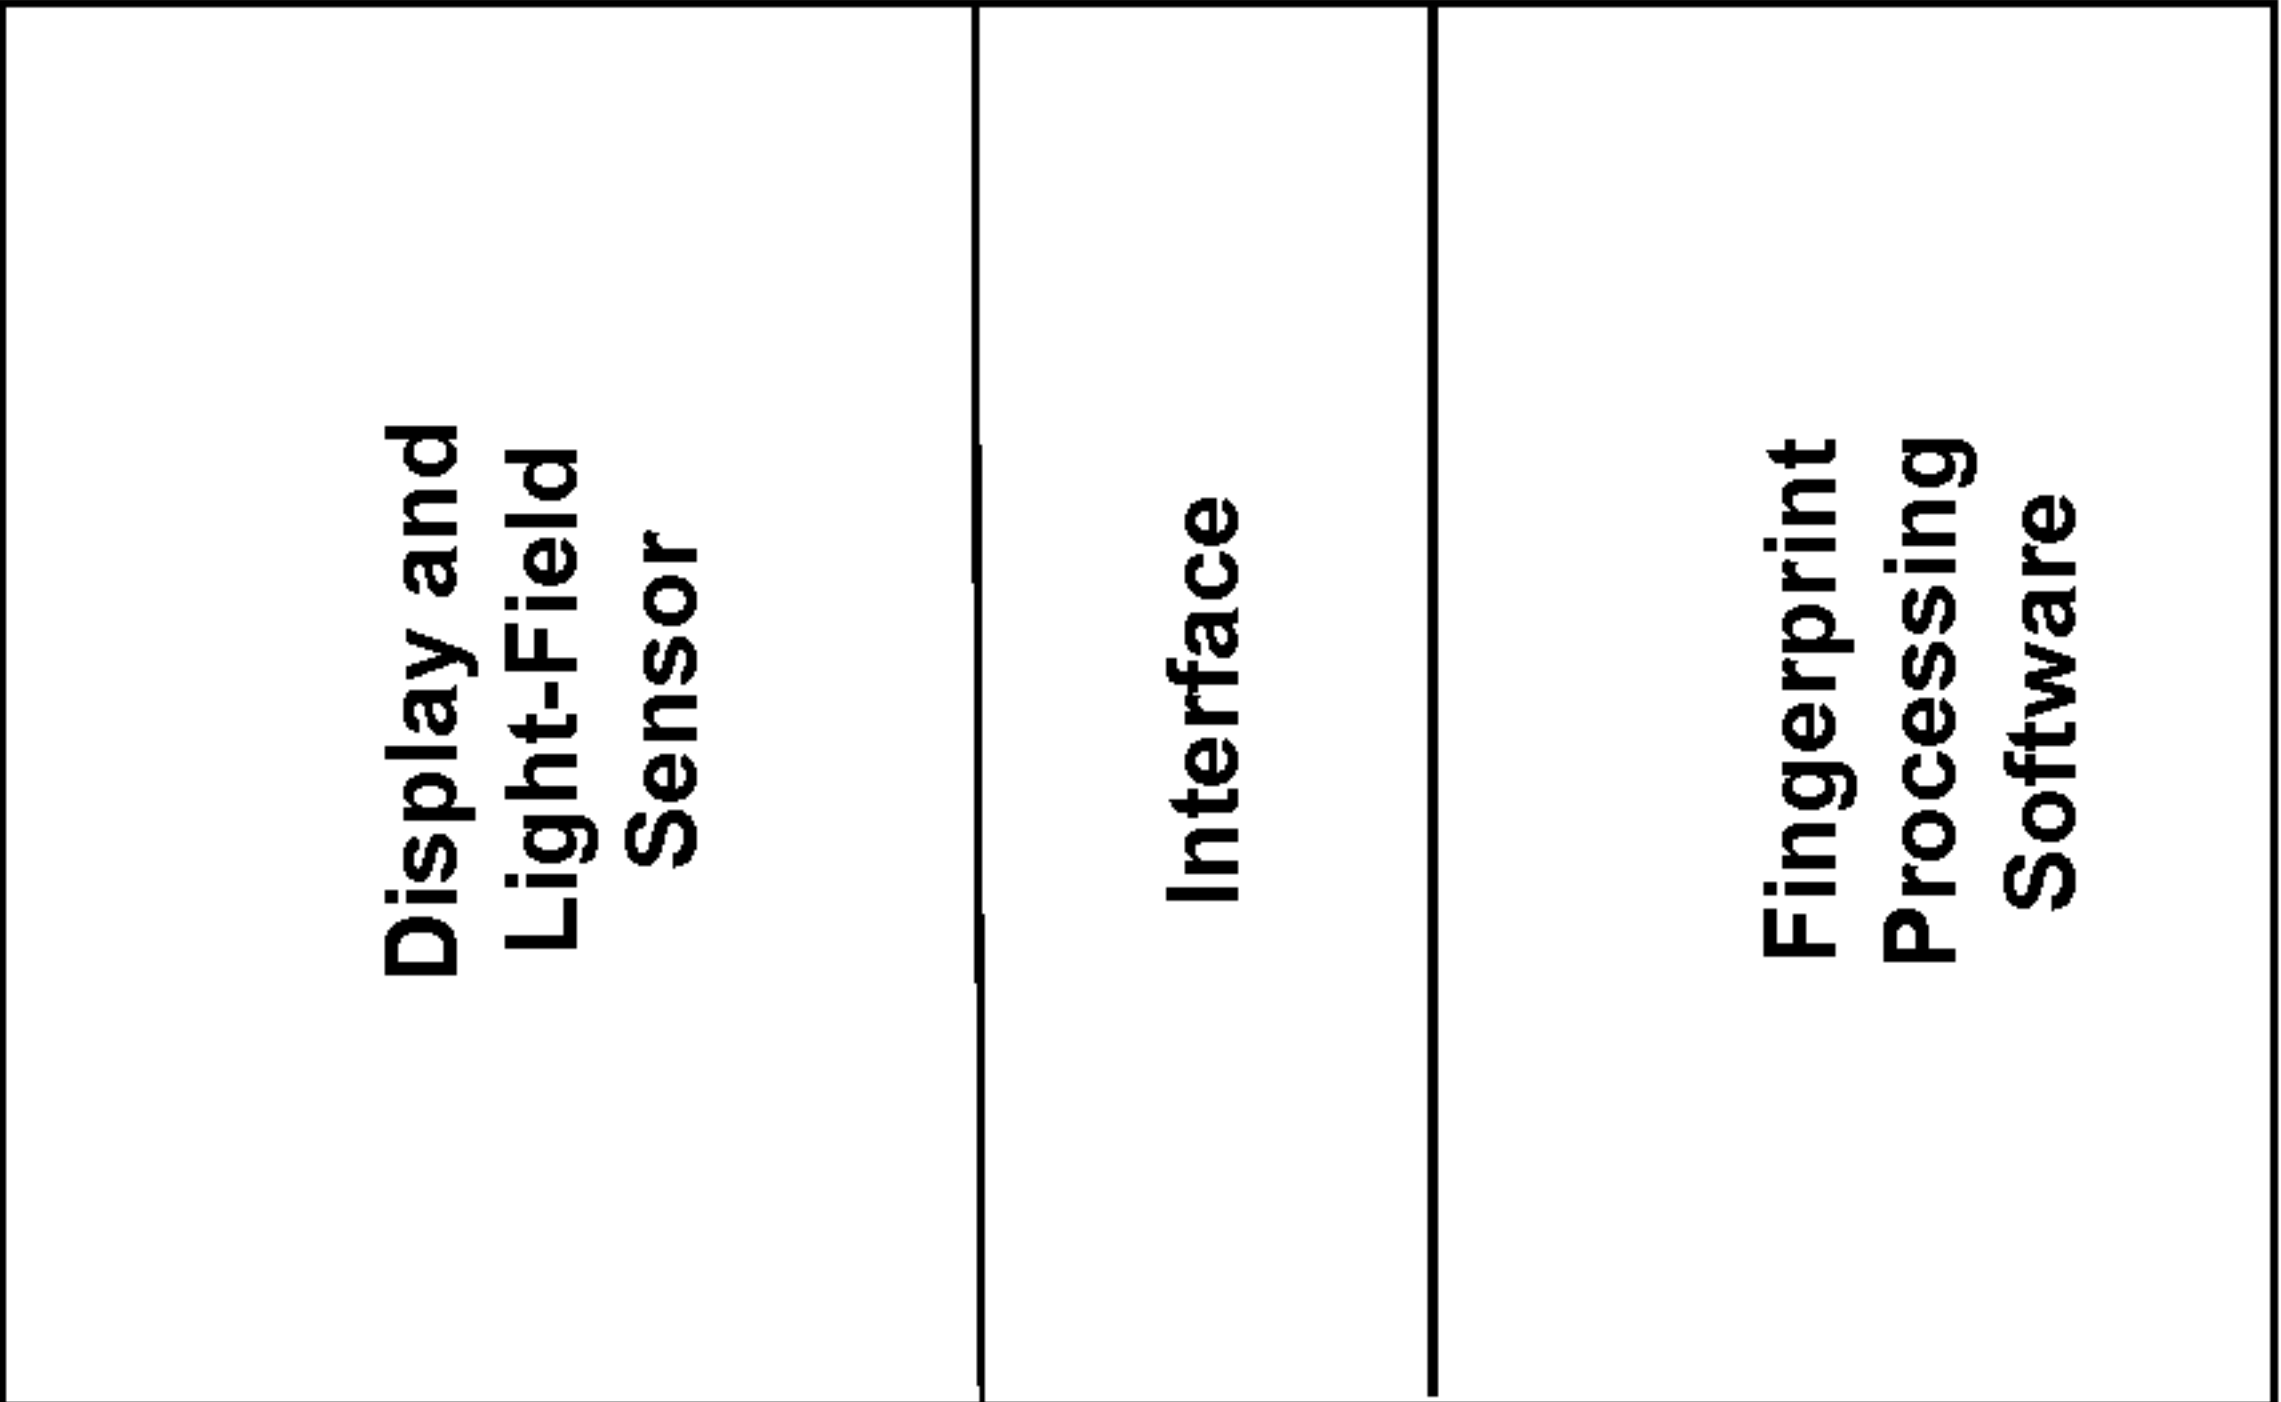 Display and
Light-Field
Sensor
Interface
Fingerprint
Processing
Software